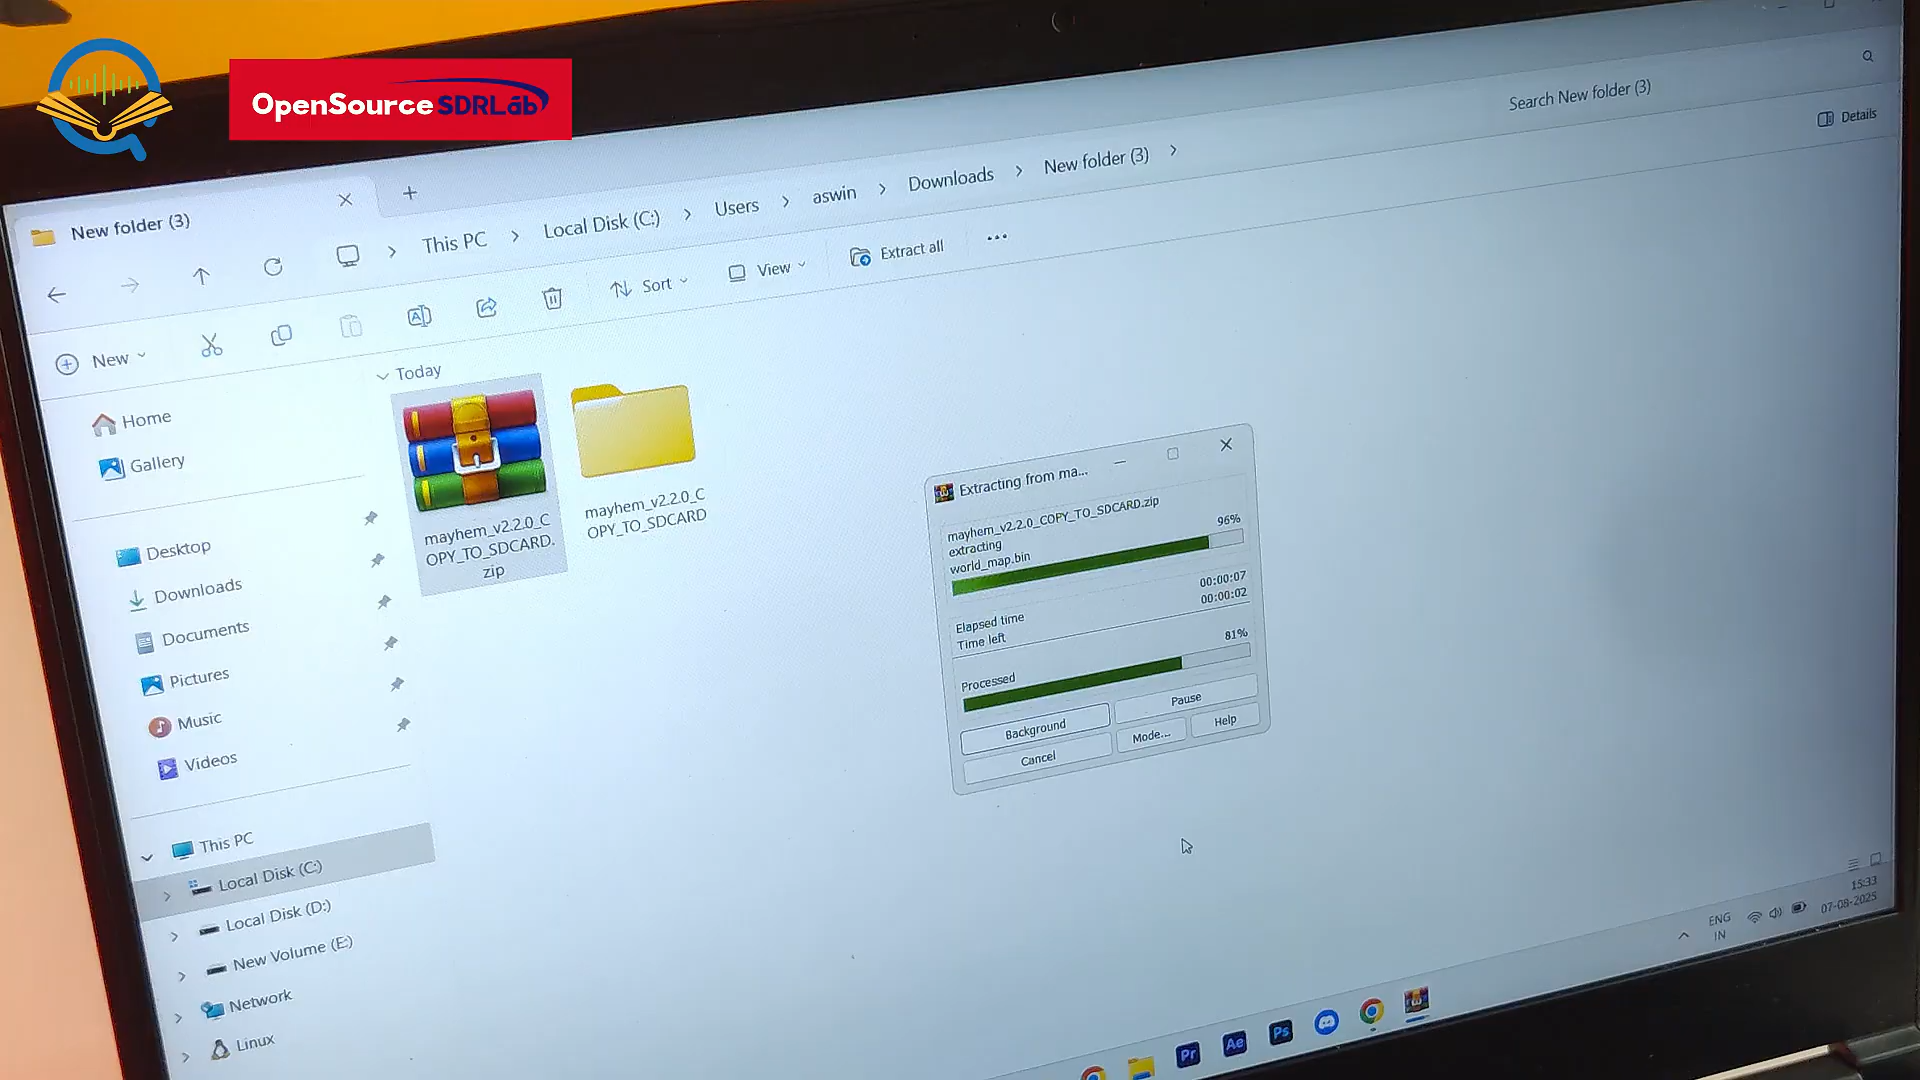 OpenSource SDRLab
Search New folder (3)
Details
New folder (3)
This PC
Local Disk (C:)
Users
aswin
Downloads
New folder (3)
New
Sort
View
Extract all
Today
Home
Gallery
Desktop
Downloads
Documents
Pictures
Music
Videos
This PC
Local Disk (C:)
Local Disk (D:)
New Volume (E:)
Network
Linux
mayhem_v2.2.0_C
OPY_TO_SDCARD.
zip
mayhem_v2.2.0_C
OPY_TO_SDCARD
Extracting from ma...
mayhem_v2.2.0_COPY_TO_SDCARD.zip
extracting
world_map.bin
96%
Elapsed time
00:00:07
Time left
00:00:02
Processed
81%
Background
Pause
Cancel
Mode...
Help
ENG
IN
15:33
07-08-2025
Pr
Ae
Ps